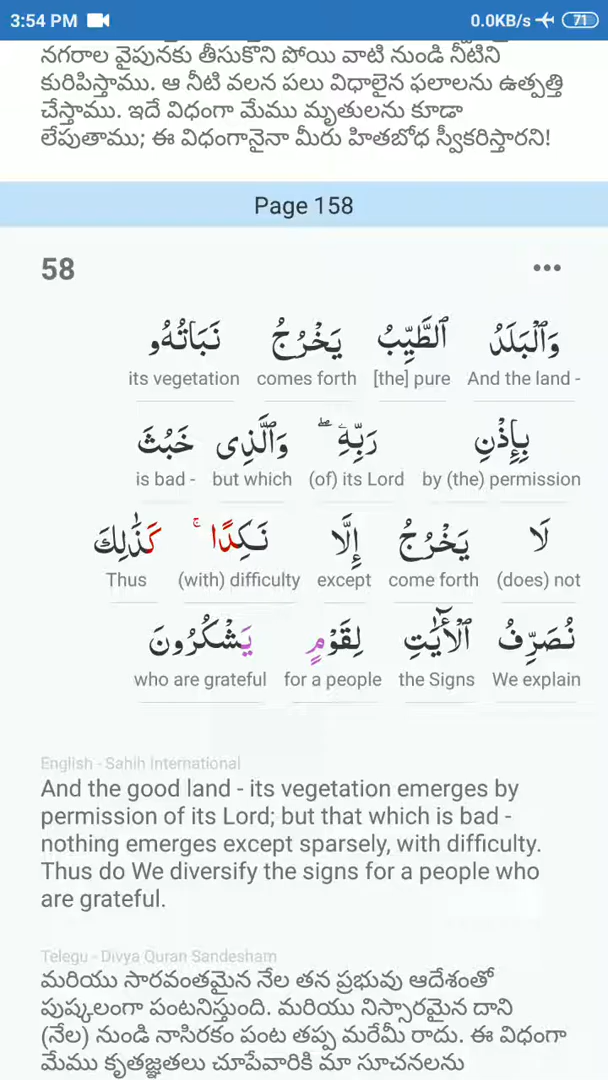 3:54 PM
0.0KB/s 71
నగరాల వైపునకు తీసుకొని పోయి వాటి నుండి నీటిని
కురిపిస్తాము. ఆ నీటి వలన పలు విధాలైన ఫలాలను ఉత్పత్తి
చేస్తాము. ఇదే విధంగా మేము మృతులను కూడా
లేపుతాము; ఈ విధంగానైనా మీరు హితబోధ స్వీకరిస్తారని!
Page 158
58
وَٱلْبَلَدُ ٱلطَّيِّبُ يَخْرُجُ نَبَاتُهُۥ
And the land - [the] pure comes forth its vegetation
بِإِذْنِ رَبِّهِۦ ۖ وَٱلَّذِى خَبُثَ
by (the) permission (of) its Lord but which is bad -
لَا يَخْرُجُ إِلَّا نَكِدًا ۚ كَذَٰلِكَ
(does) not come forth except (with) difficulty Thus
نُصَرِّفُ ٱلْـَٔايَٰتِ لِقَوْمٍ يَشْكُرُونَ
We explain the Signs for a people who are grateful
English - Sahih International
And the good land - its vegetation emerges by
permission of its Lord; but that which is bad -
nothing emerges except sparsely, with difficulty.
Thus do We diversify the signs for a people who
are grateful.
Telegu - Divya Quran Sandesham
మరియు సారవంతమైన నేల తన ప్రభువు ఆదేశంతో
పుష్కలంగా పంటనిస్తుంది. మరియు నిస్సారమైన దాని
(నేల) నుండి నాసిరకం పంట తప్ప మరేమీ రాదు. ఈ విధంగా
మేము కృతజ్ఞతలు చూపేవారికి మా సూచనలను